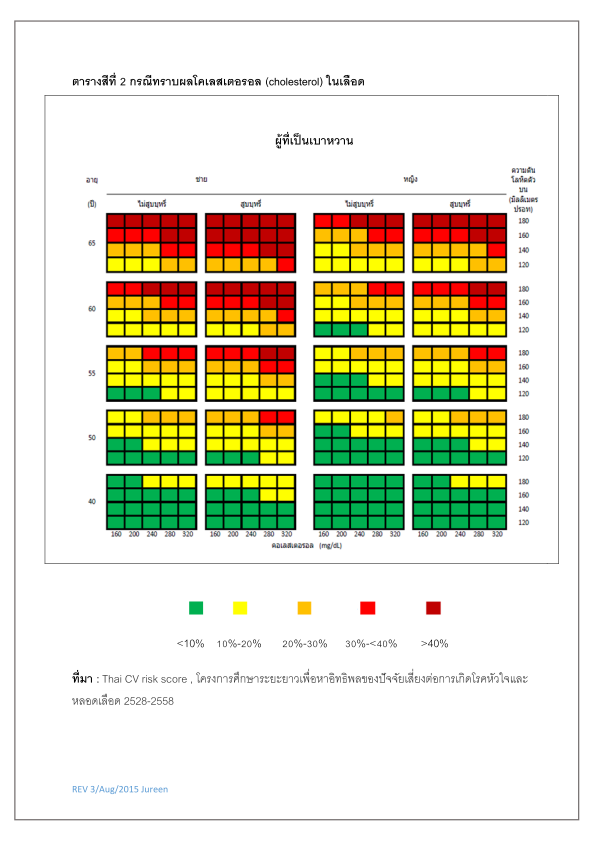 ตารางสีที่ 2 กรณีทราบผลโคเลสเตอรอล (cholesterol) ในเลือด
ผู้ที่เป็นเบาหวาน
อายุ
ชาย
หญิง
ความดัน
โลหิตตัว
บน
(มิลลิเมตร
ปรอท)
(ปี)
ไม่สูบบุหรี่
สูบบุหรี่
ไม่สูบบุหรี่
สูบบุหรี่
180
160
65
140
120
180
160
60
140
120
180
160
55
140
120
180
160
50
140
120
180
160
40
140
120
160 200 240 280 320 160 200 240 280 320 160 200 240 280 320 160 200 240 280 320
คอเลสเตอรอล (mg/dL)
<10% 10%-20% 20%-30% 30%-<40% >40%
ที่มา : Thai CV risk score , โครงการศึกษาระยะยาวเพื่อหาอิทธิพลของปัจจัยเสี่ยงต่อการเกิดโรคหัวใจและ
หลอดเลือด 2528-2558
REV 3/Aug/2015 Jureen